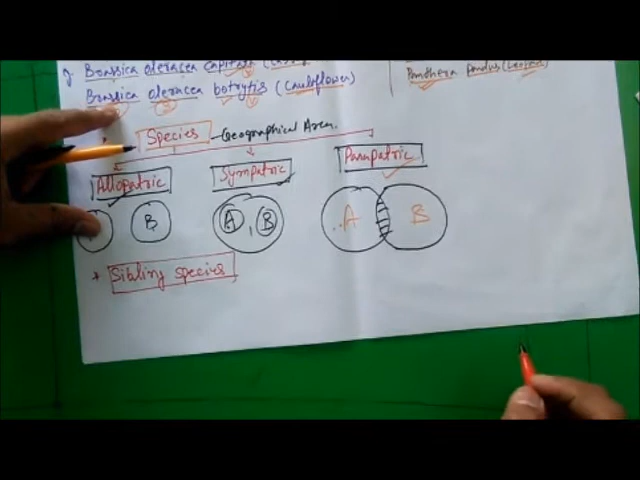 Brassica oleracea capitata
Brassica oleracea botrytis (Cauliflower)
Panthera pardus (Leopard)
Species - Geographical Area.
Allopatric
Sympatric
Parapatric
B
A, B
A B
* Sibling species,